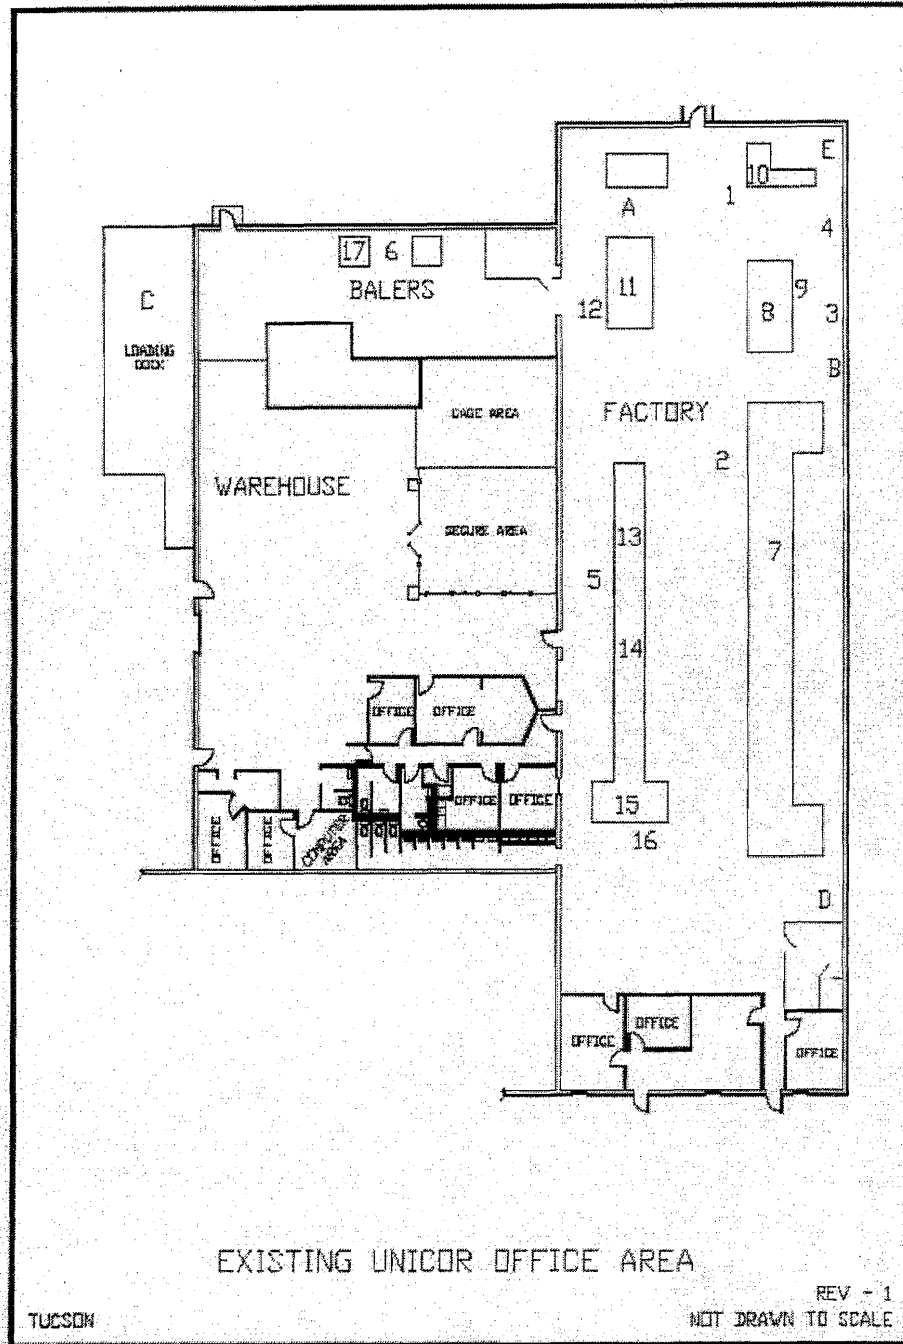 E
10
1
A
4
17
6
11
9
BALERS
C
12
8
3
LOADING
DOCK
B
CAGE AREA
FACTORY
2
WAREHOUSE
SECURE AREA
13
7
5
14
OFFICE
OFFICE
15
OFFICE
OFFICE
OFFICE
OFFICE
COMPUTER
AREA
16
D
OFFICE
OFFICE
OFFICE
EXISTING UNICOR OFFICE AREA
REV - 1
TUCSON
NOT DRAWN TO SCALE